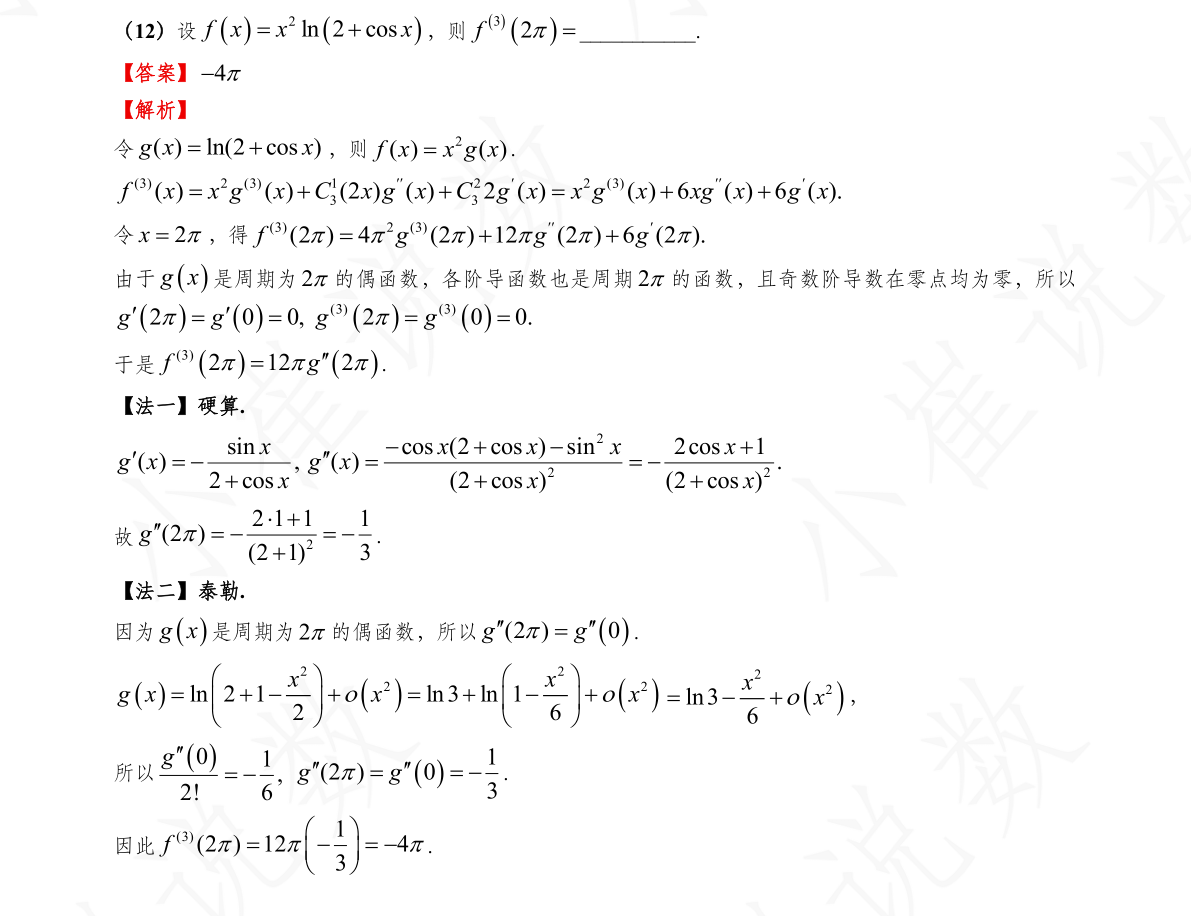 （12）设 f(x)=x² ln(2+cos x)，则 f⁽³⁾(2π)=___________.
【答案】−4π
【解析】
令 g(x)=ln(2+cos x)，则 f(x)=x²g(x).
f⁽³⁾(x)=x²g⁽³⁾(x)+C₃¹(2x)g''(x)+C₃²2g'(x)=x²g⁽³⁾(x)+6xg''(x)+6g'(x).
令 x=2π，得 f⁽³⁾(2π)=4π²g⁽³⁾(2π)+12πg''(2π)+6g'(2π).
由于 g(x) 是周期为 2π 的偶函数，各阶导函数也是周期 2π 的函数，且奇数阶导数在零点均为零，所以
g′(2π)=g′(0)=0, g⁽³⁾(2π)=g⁽³⁾(0)=0.
于是 f⁽³⁾(2π)=12πg″(2π).
【法一】硬算.
g′(x)=−sin x/(2+cos x), g″(x)=(−cos x(2+cos x)−sin² x)/(2+cos x)²=−(2cos x+1)/(2+cos x)².
故 g″(2π)=−(2·1+1)/(2+1)²=−1/3.
【法二】泰勒.
因为 g(x) 是周期为 2π 的偶函数，所以 g″(2π)=g″(0).
g(x)=ln(2+1−x²/2)+o(x²)=ln3+ln(1−x²/6)+o(x²)=ln3−x²/6+o(x²)，
所以 g″(0)/2!=−1/6, g″(2π)=g″(0)=−1/3.
因此 f⁽³⁾(2π)=12π(−1/3)=−4π.
小崔说数